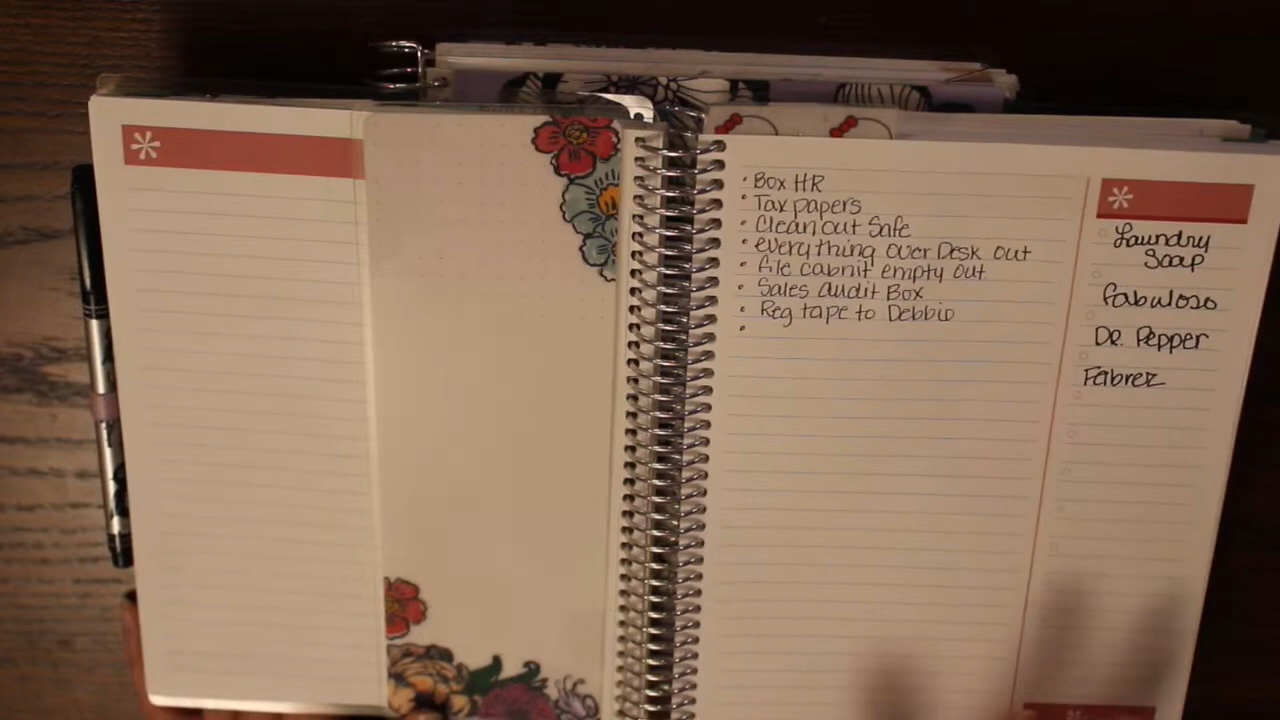 • Box HR
• Tax papers
• Clean out Safe
• everything over Desk out
• file cabnit empty out
• Sales audit Box
• Reg tape to Debbie
•
Laundry
Soap
Fabuloso
Dr. Pepper
Febrez